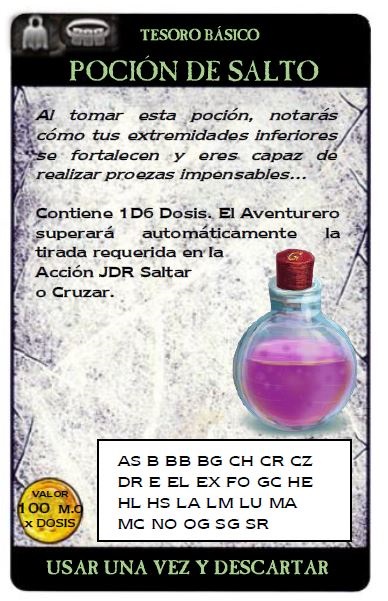 TESORO BÁSICO
POCIÓN DE SALTO
Al tomar esta poción, notarás
cómo tus extremidades inferiores
se fortalecen y eres capaz de
realizar proezas impensables...
Contiene 1D6 Dosis. El Aventurero
superará automáticamente la
tirada requerida en la
Acción JDR Saltar
o Cruzar.
AS B BB BG CH CR CZ
DR E EL EX FO GC HE
HL HS LA LM LU MA
MC NO OG SG SR
VALOR
100 M.O
x DOSIS
USAR UNA VEZ Y DESCARTAR